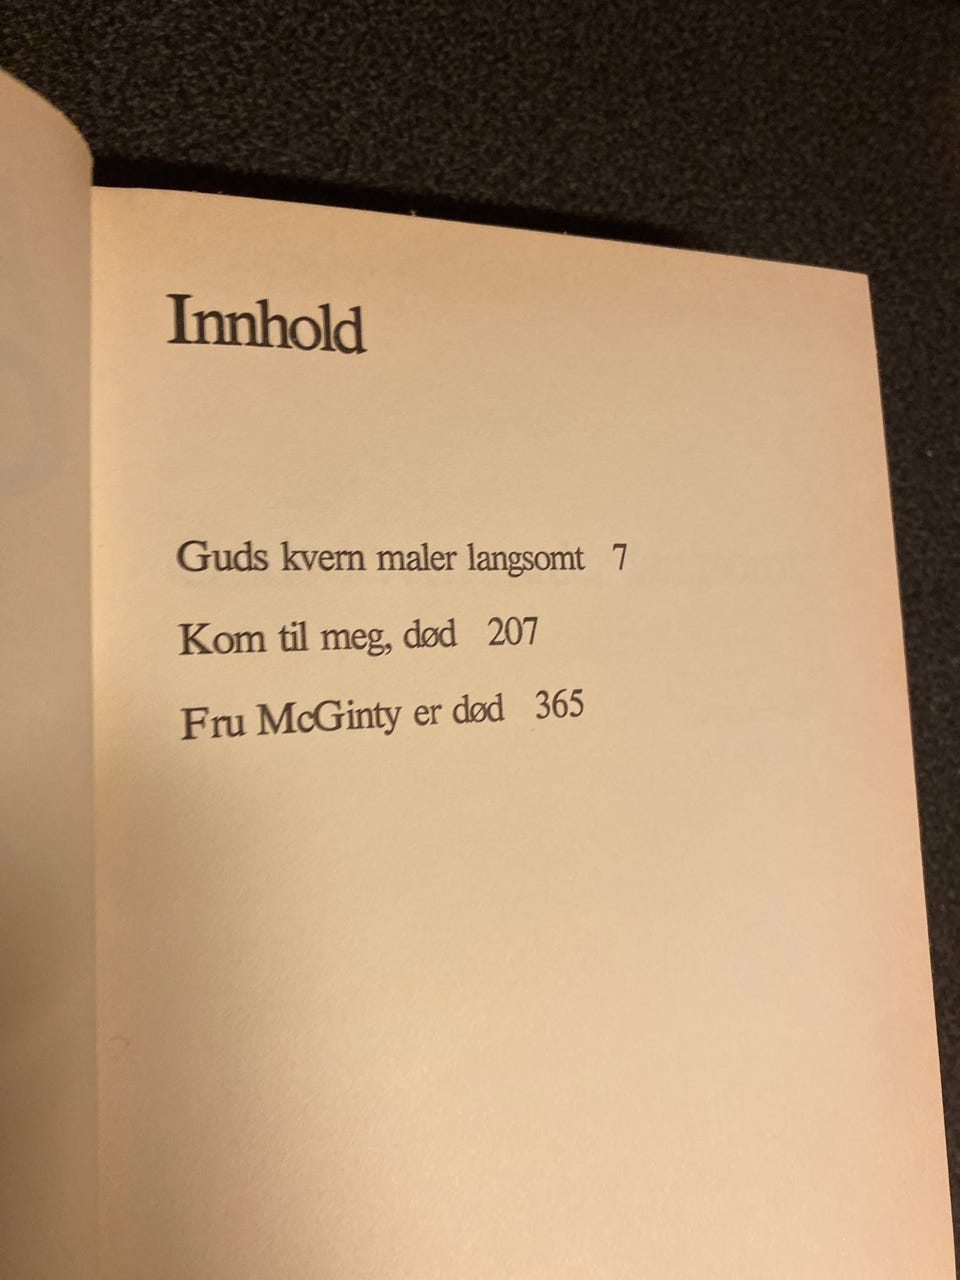 Innhold
Guds kvern maler langsomt 7
Kom til meg, død 207
Fru McGinty er død 365